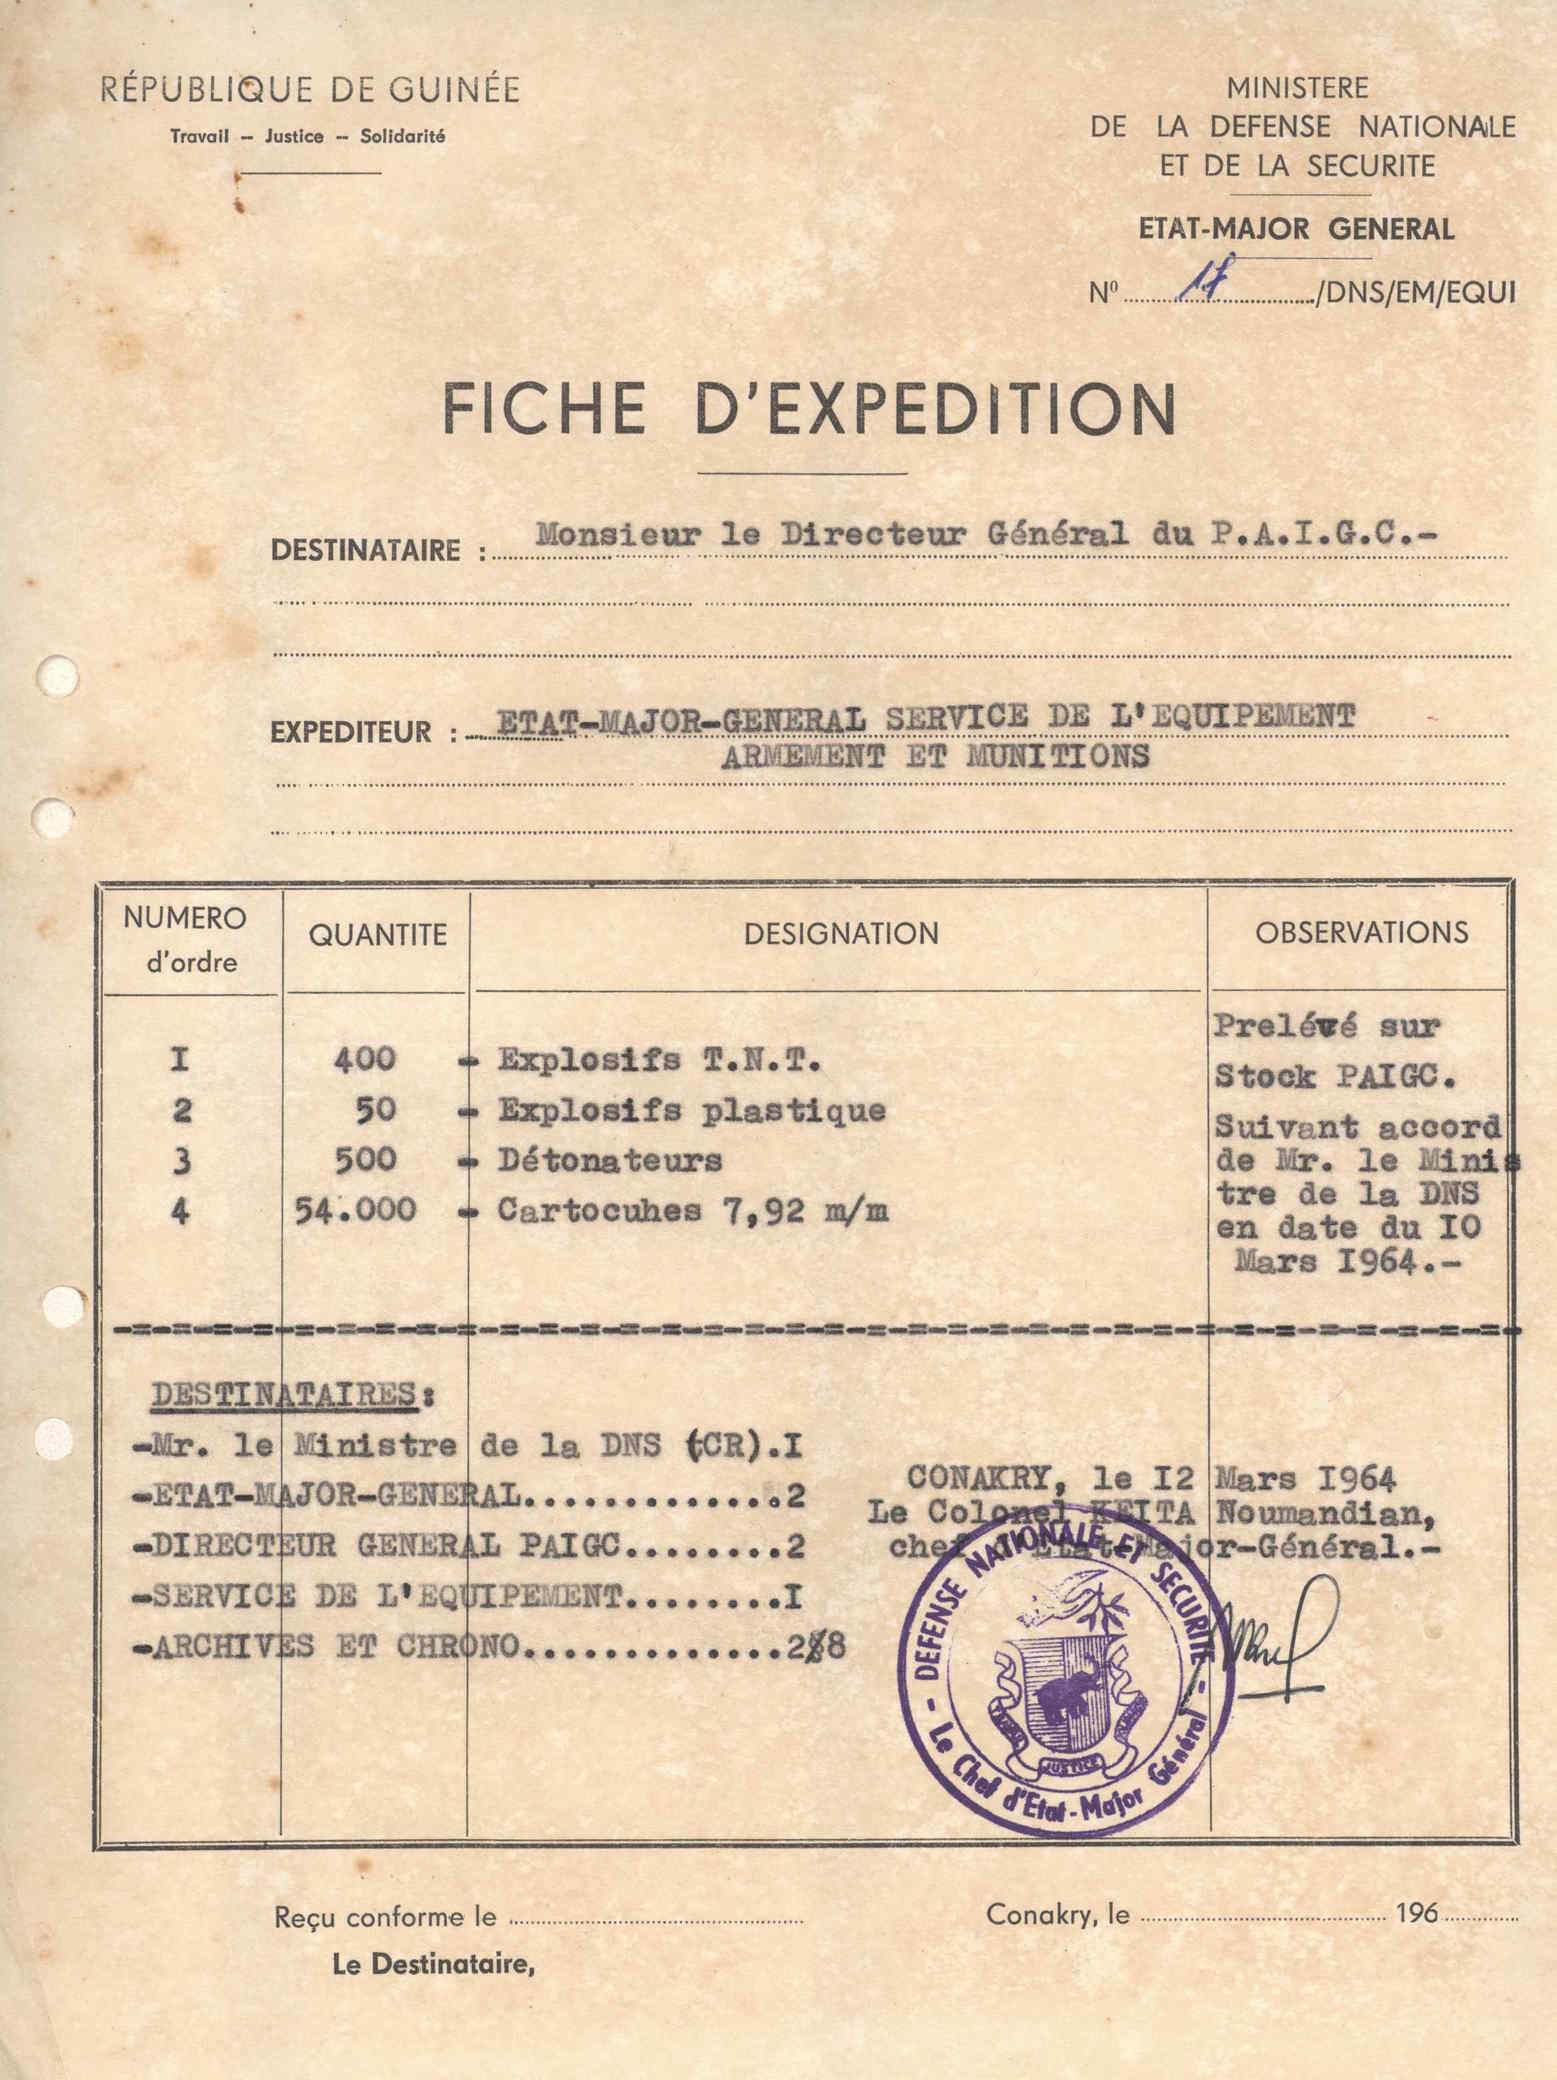 RÉPUBLIQUE DE GUINÉE
Travail - Justice - Solidarité
MINISTERE
DE LA DEFENSE NATIONALE
ET DE LA SECURITE
ETAT-MAJOR GENERAL
N° 17 /DNS/EM/EQUI
FICHE D'EXPEDITION
DESTINATAIRE : Monsieur le Directeur Général du P.A.I.G.C.-
EXPEDITEUR : ETAT-MAJOR-GENERAL SERVICE DE L'EQUIPEMENT
ARMEMENT ET MUNITIONS
NUMERO d'ordre QUANTITE DESIGNATION OBSERVATIONS
I 400 - Explosifs T.N.T.
2 50 - Explosifs plastique
3 500 - Détonateurs
4 54.000 - Cartocuhes 7,92 m/m
Prelévé sur
Stock PAIGC.
Suivant accord
de Mr. le Minis
tre de la DNS
en date du IO
Mars I964.-
-=-=-=-=-=-=-=-=-=-=-=-=-=-=-=-=-=-=-=-=-=-=-=-=-=-=-=-=-=-=-=-=-=-=-
DESTINATAIRES:
-Mr. le Ministre de la DNS (CR).I
-ETAT-MAJOR-GENERAL.............2
-DIRECTEUR GENERAL PAIGC........2
-SERVICE DE L'EQUIPEMENT........I
-ARCHIVES ET CHRONO.............2 8
CONAKRY, le I2 Mars I964
Le Colonel KEITA Noumandian,
chef d'Etat-Major-Général.-
- DEFENSE NATIONALE ET SECURITE -
Le Chef d'Etat-Major Général
JUSTICE
Reçu conforme le
Le Destinataire,
Conakry, le 196